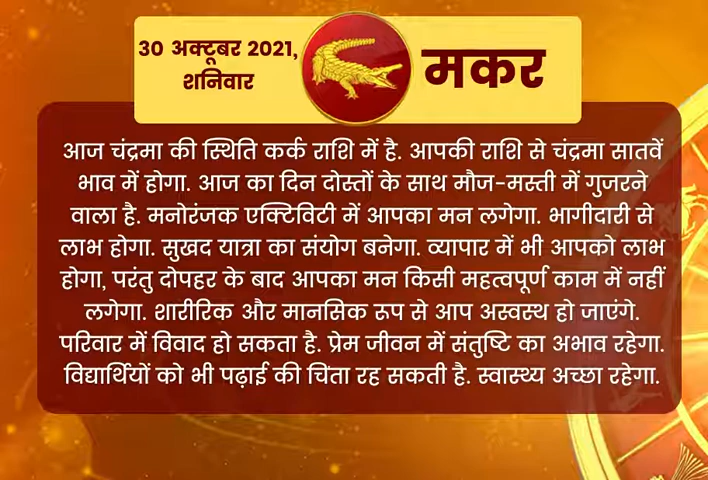 30 अक्टूबर 2021,
शनिवार
मकर
आज चंद्रमा की स्थिति कर्क राशि में है. आपकी राशि से चंद्रमा सातवें
भाव में होगा. आज का दिन दोस्तों के साथ मौज-मस्ती में गुजरने
वाला है. मनोरंजक एक्टिविटी में आपका मन लगेगा. भागीदारी से
लाभ होगा. सुखद यात्रा का संयोग बनेगा. व्यापार में भी आपको लाभ
होगा, परंतु दोपहर के बाद आपका मन किसी महत्वपूर्ण काम में नहीं
लगेगा. शारीरिक और मानसिक रूप से आप अस्वस्थ हो जाएंगे.
परिवार में विवाद हो सकता है. प्रेम जीवन में संतुष्टि का अभाव रहेगा.
विद्यार्थियों को भी पढ़ाई की चिंता रह सकती है. स्वास्थ्य अच्छा रहेगा.